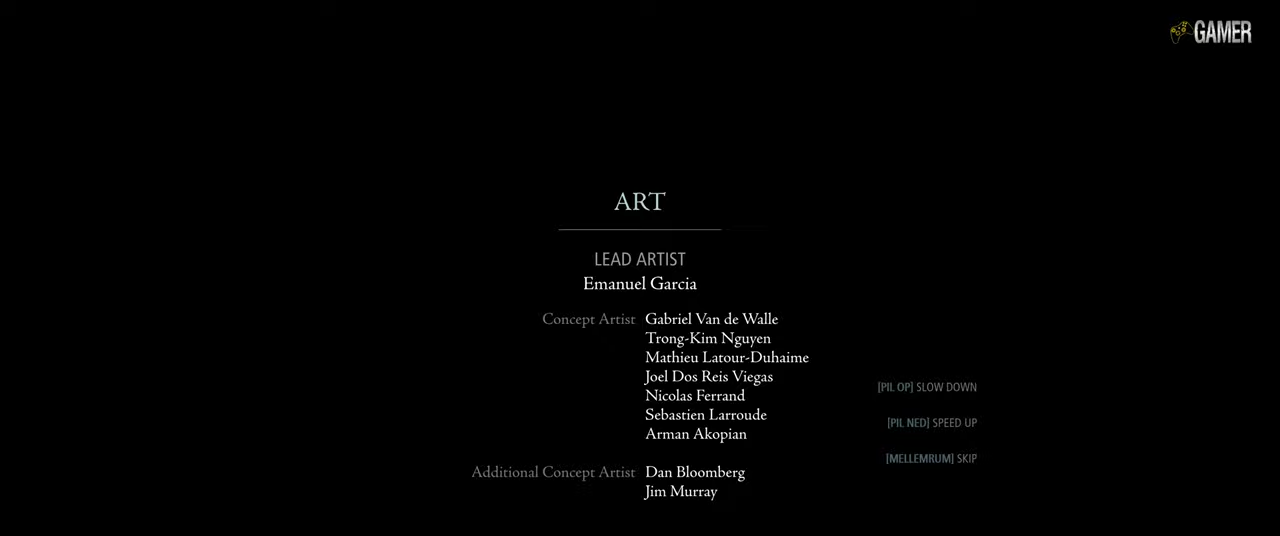 GAMER
ART
LEAD ARTIST
Emanuel Garcia
Concept Artist Gabriel Van de Walle
Trong-Kim Nguyen
Mathieu Latour-Duhaime
Joel Dos Reis Viegas
[PIL OP] SLOW DOWN
Nicolas Ferrand
Sebastien Larroude
[PIL NED] SPEED UP
Arman Akopian
[MELLEMRUM] SKIP
Additional Concept Artist Dan Bloomberg
Jim Murray